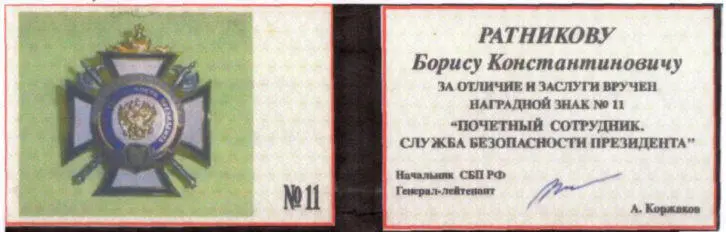 №11
РАТНИКОВУ
Борису Константиновичу
ЗА ОТЛИЧИЕ И ЗАСЛУГИ ВРУЧЕН
НАГРАДНОЙ ЗНАК № 11
"ПОЧЕТНЫЙ СОТРУДНИК.
СЛУЖБА БЕЗОПАСНОСТИ ПРЕЗИДЕНТА"
Начальник СБП РФ
Генерал-лейтенант
А. Коржаков